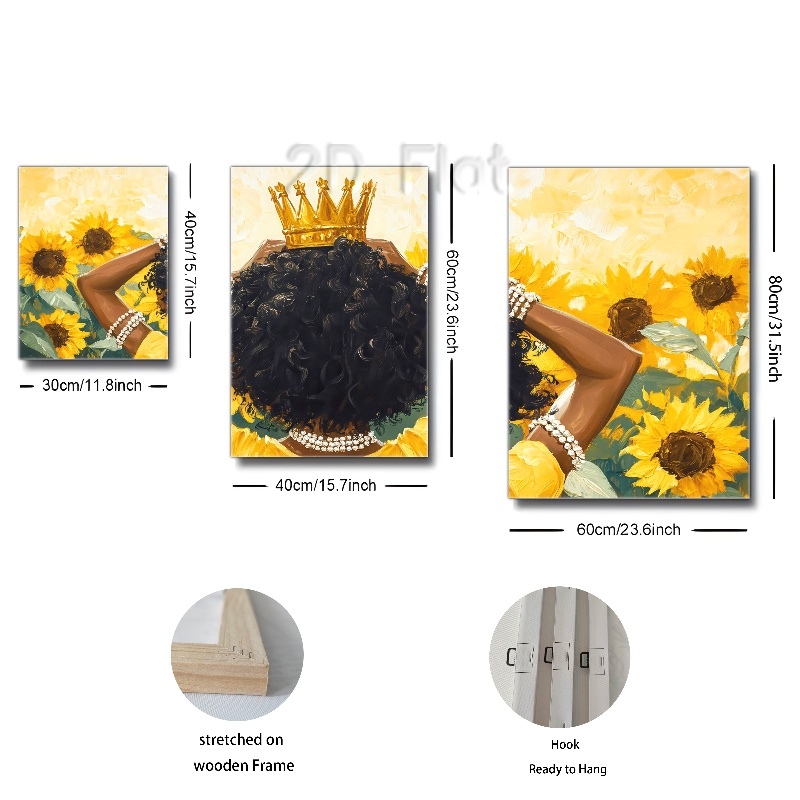 2D Flat
40cm/15.7inch
30cm/11.8inch
60cm/23.6inch
40cm/15.7inch
80cm/31.5inch
60cm/23.6inch
stretched on
wooden Frame
Hook
Ready to Hang